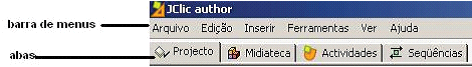 JClic author
barra de menus
Arquivo Edição Inserir Ferramentas Ver Ajuda
abas
Projecto Midiateca Actividades Seqüências